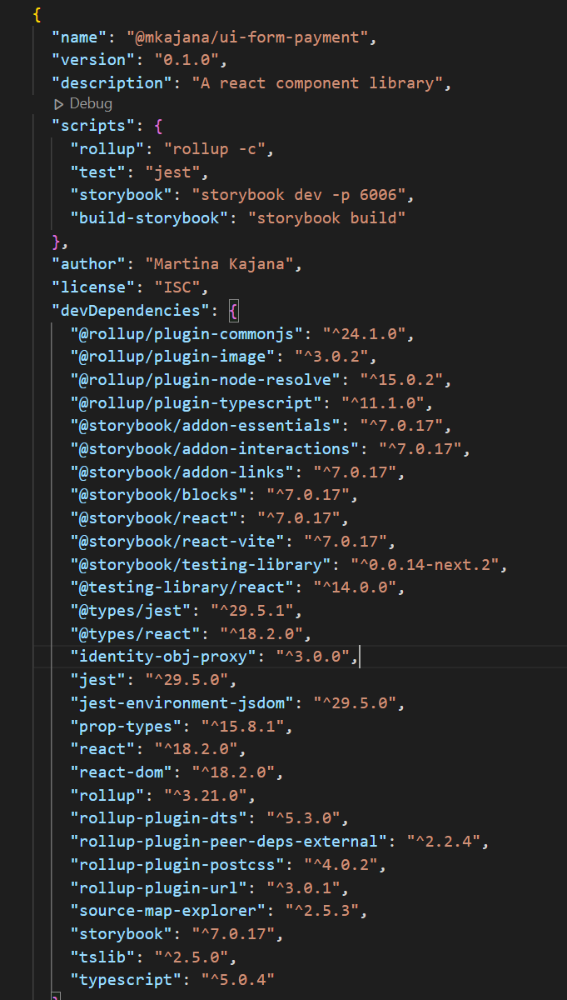 {
"name": "@mkajana/ui-form-payment",
"version": "0.1.0",
"description": "A react component library",
Debug
"scripts": {
"rollup": "rollup -c",
"test": "jest",
"storybook": "storybook dev -p 6006",
"build-storybook": "storybook build"
},
"author": "Martina Kajana",
"license": "ISC",
"devDependencies": {
"@rollup/plugin-commonjs": "^24.1.0",
"@rollup/plugin-image": "^3.0.2",
"@rollup/plugin-node-resolve": "^15.0.2",
"@rollup/plugin-typescript": "^11.1.0",
"@storybook/addon-essentials": "^7.0.17",
"@storybook/addon-interactions": "^7.0.17",
"@storybook/addon-links": "^7.0.17",
"@storybook/blocks": "^7.0.17",
"@storybook/react": "^7.0.17",
"@storybook/react-vite": "^7.0.17",
"@storybook/testing-library": "^0.0.14-next.2",
"@testing-library/react": "^14.0.0",
"@types/jest": "^29.5.1",
"@types/react": "^18.2.0",
"identity-obj-proxy": "^3.0.0",
"jest": "^29.5.0",
"jest-environment-jsdom": "^29.5.0",
"prop-types": "^15.8.1",
"react": "^18.2.0",
"react-dom": "^18.2.0",
"rollup": "^3.21.0",
"rollup-plugin-dts": "^5.3.0",
"rollup-plugin-peer-deps-external": "^2.2.4",
"rollup-plugin-postcss": "^4.0.2",
"rollup-plugin-url": "^3.0.1",
"source-map-explorer": "^2.5.3",
"storybook": "^7.0.17",
"tslib": "^2.5.0",
"typescript": "^5.0.4"
}